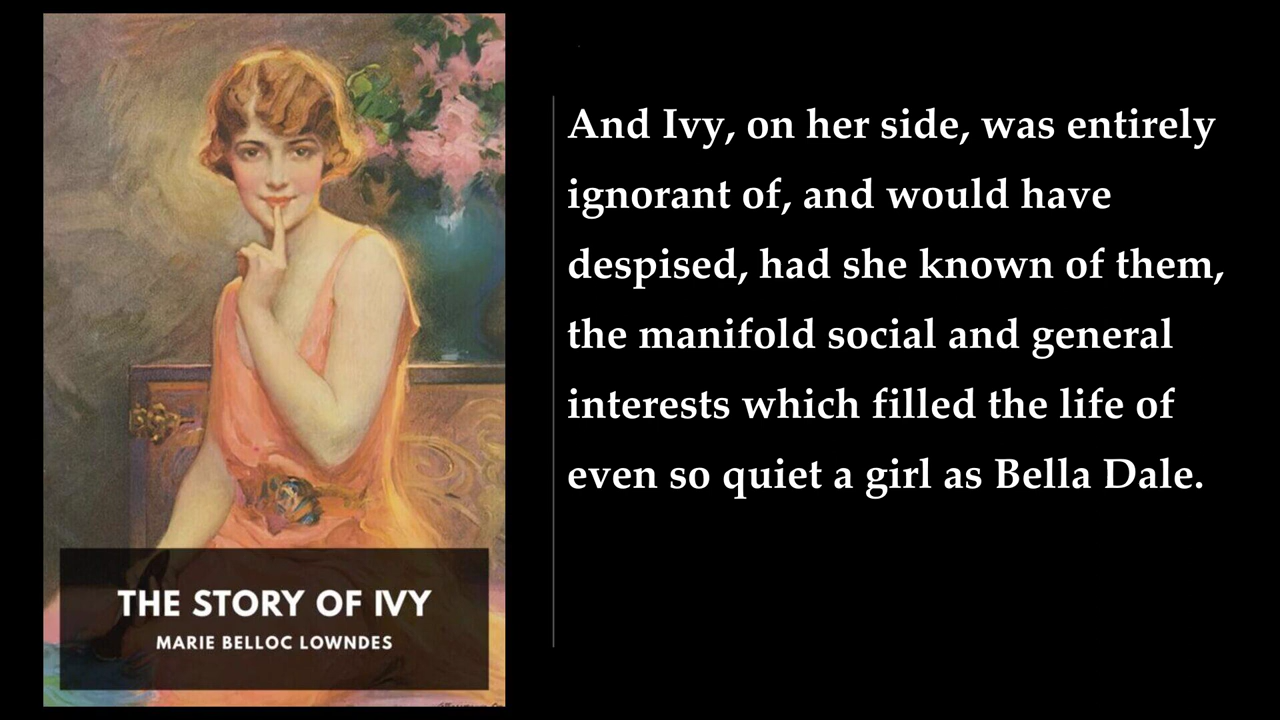 And Ivy, on her side, was entirely
ignorant of, and would have
despised, had she known of them,
the manifold social and general
interests which filled the life of
even so quiet a girl as Bella Dale.
THE STORY OF IVY
MARIE BELLOC LOWNDES